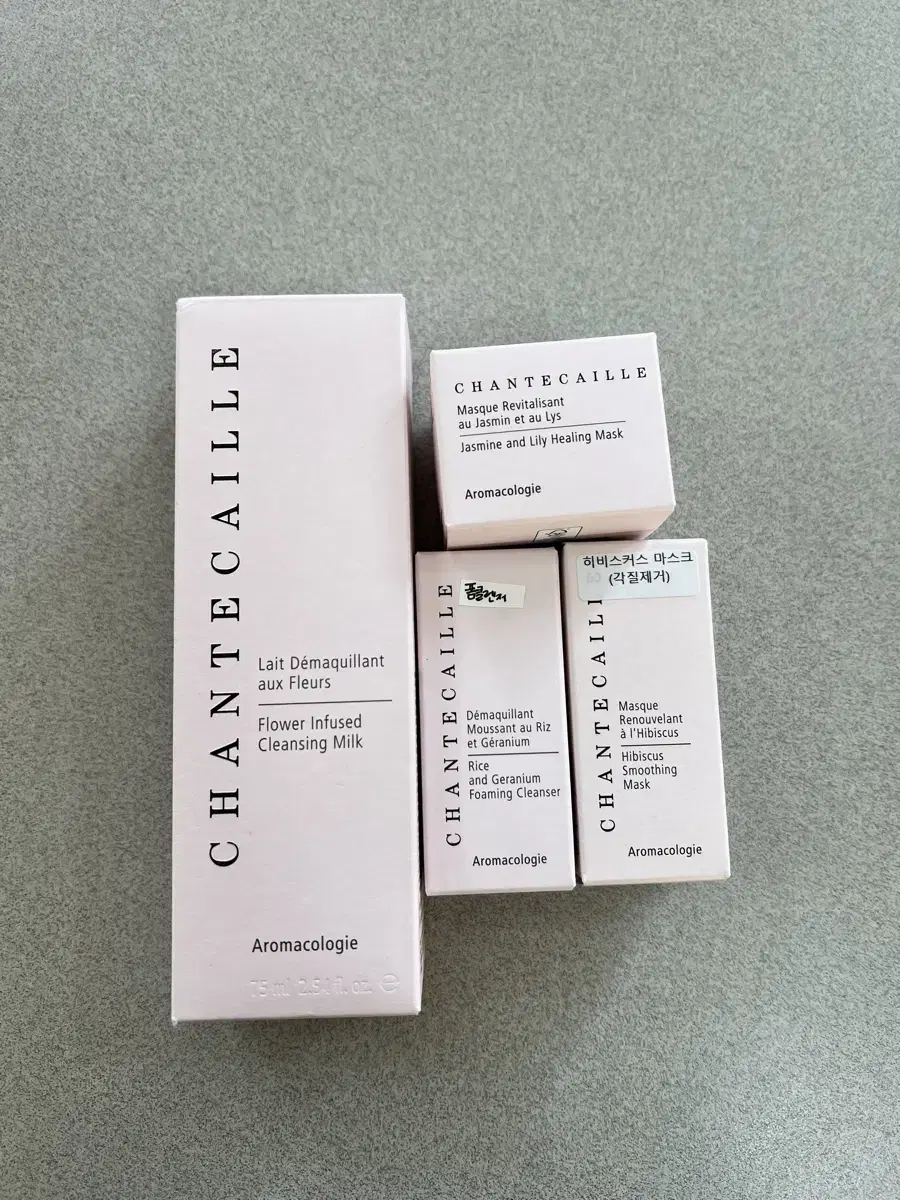 CHANTECAILLE
Lait Démaquillant
aux Fleurs
Flower Infused
Cleansing Milk
Aromacologie
75 ml 2.54 fl. oz. ℮
CHANTECAILLE
Masque Revitalisant
au Jasmin et au Lys
Jasmine and Lily Healing Mask
Aromacologie
폼클렌저
CHANTECAILLE
Démaquillant
Moussant au Riz
et Géranium
Rice
and Geranium
Foaming Cleanser
Aromacologie
히비스커스 마스크
(각질제거)
CHANTECAILL
Masque
Renouvelant
à l'Hibiscus
Hibiscus
Smoothing
Mask
Aromacologie